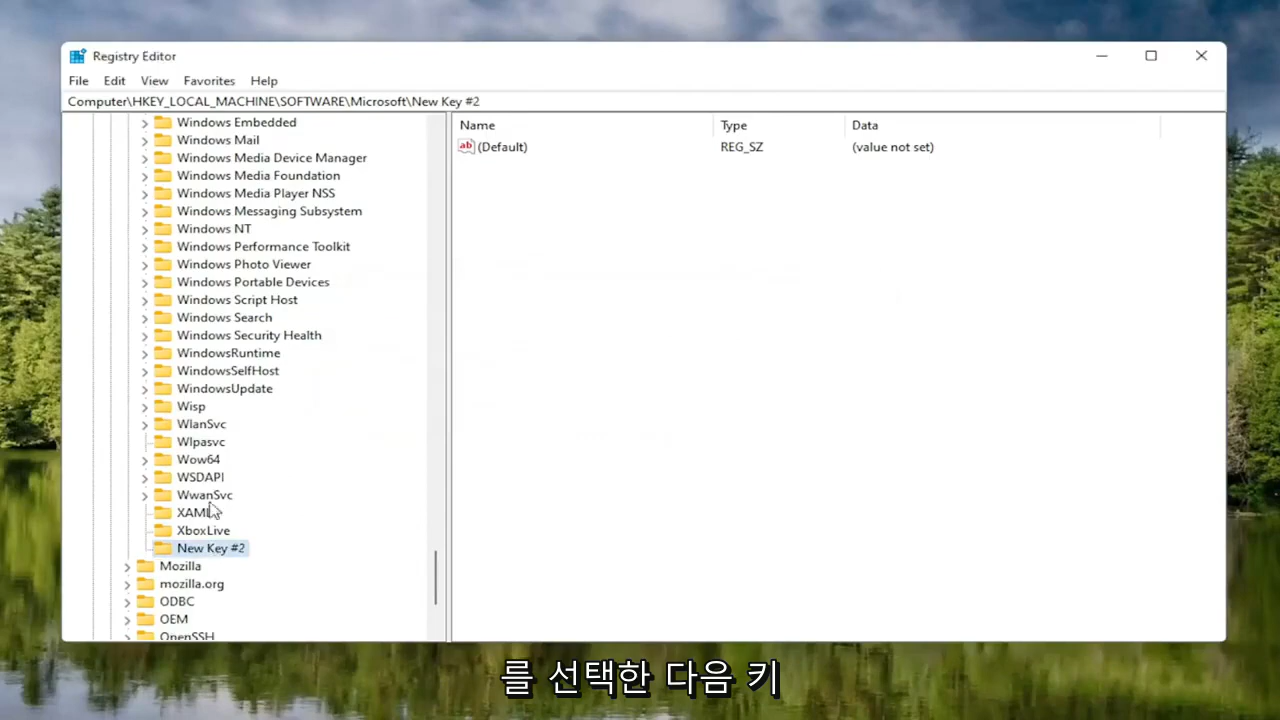 Registry Editor
File Edit View Favorites Help
Computer\HKEY_LOCAL_MACHINE\SOFTWARE\Microsoft\New Key #2
Name Type Data
ab (Default) REG_SZ (value not set)
Windows Embedded
Windows Mail
Windows Media Device Manager
Windows Media Foundation
Windows Media Player NSS
Windows Messaging Subsystem
Windows NT
Windows Performance Toolkit
Windows Photo Viewer
Windows Portable Devices
Windows Script Host
Windows Search
Windows Security Health
WindowsRuntime
WindowsSelfHost
WindowsUpdate
Wisp
WlanSvc
Wlpasvc
Wow64
WSDAPI
WwanSvc
XAML
XboxLive
New Key #2
Mozilla
mozilla.org
ODBC
OEM
OpenSSH
를 선택한 다음 키